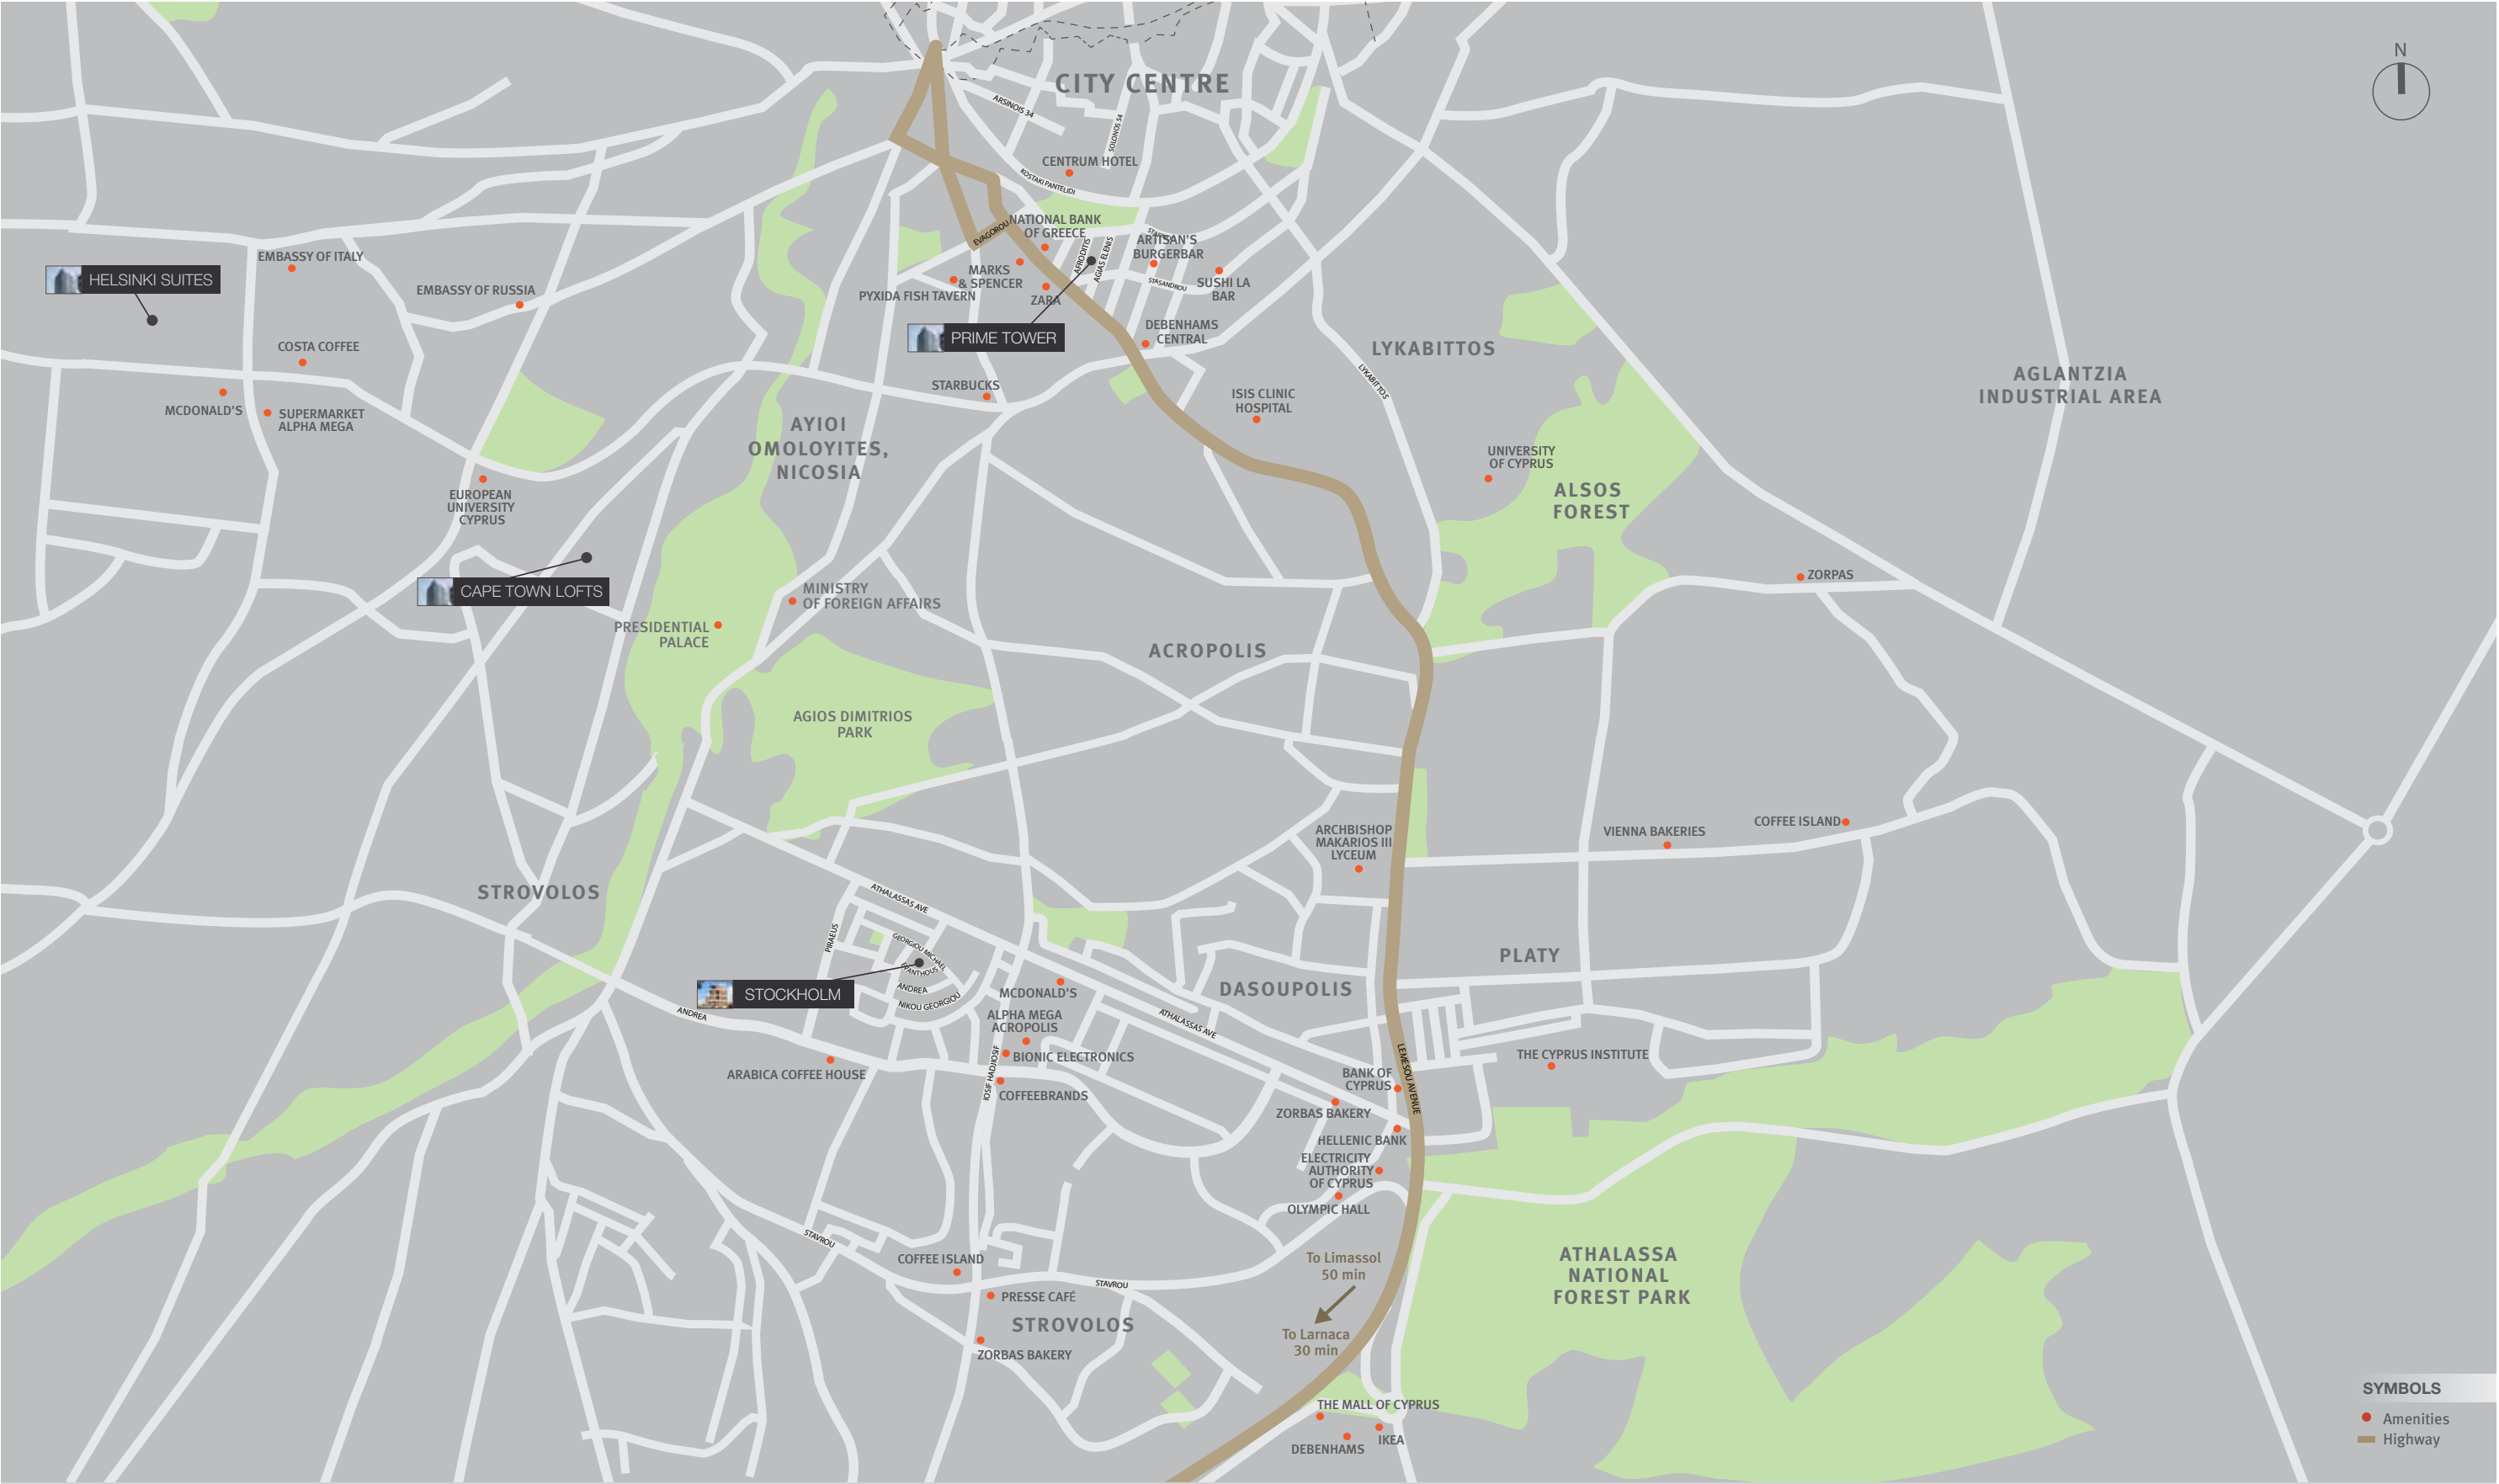 N
CITY CENTRE
ARSINOIS 34
SOLONOS 54
CENTRUM HOTEL
KOSTAKI PANTELIDI
NATIONAL BANK
OF GREECE
EVAGOROU
AFRODITIS
AGIAS ELENIS
ARTISAN'S
BURGERBAR
EMBASSY OF ITALY
HELSINKI SUITES
EMBASSY OF RUSSIA
MARKS
& SPENCER
PYXIDA FISH TAVERN
ZARA
STASANDROU
SUSHI LA
BAR
PRIME TOWER
DEBENHAMS
CENTRAL
COSTA COFFEE
LYKABITTOS
LYKABITTOS
AGLANTZIA
INDUSTRIAL AREA
STARBUCKS
ISIS CLINIC
HOSPITAL
MCDONALD'S
SUPERMARKET
ALPHA MEGA
AYIOI
OMOLOYITES,
NICOSIA
UNIVERSITY
OF CYPRUS
ALSOS
FOREST
EUROPEAN
UNIVERSITY
CYPRUS
CAPE TOWN LOFTS
MINISTRY
OF FOREIGN AFFAIRS
ZORPAS
PRESIDENTIAL
PALACE
ACROPOLIS
AGIOS DIMITRIOS
PARK
ARCHBISHOP
MAKARIOS III
LYCEUM
VIENNA BAKERIES
COFFEE ISLAND
STROVOLOS
ATHALASSAS AVE
PIRAEUS
GEORGIOU MICHAEL
ANDREA
NIKOU GEORGIOU
STOCKHOLM
ANDREA
MCDONALD'S
DASOUPOLIS
PLATY
ALPHA MEGA
ACROPOLIS
ATHALASSAS AVE
BIONIC ELECTRONICS
IOSIF HADJIOSIF
COFFEEBRANDS
ARABICA COFFEE HOUSE
LEMESOU AVENUE
THE CYPRUS INSTITUTE
BANK OF
CYPRUS
ZORBAS BAKERY
HELLENIC BANK
ELECTRICITY
AUTHORITY
OF CYPRUS
OLYMPIC HALL
STAVROU
COFFEE ISLAND
STAVROU
PRESSE CAFÉ
STROVOLOS
ZORBAS BAKERY
To Limassol
50 min
To Larnaca
30 min
ATHALASSA
NATIONAL
FOREST PARK
THE MALL OF CYPRUS
IKEA
DEBENHAMS
SYMBOLS
Amenities
Highway